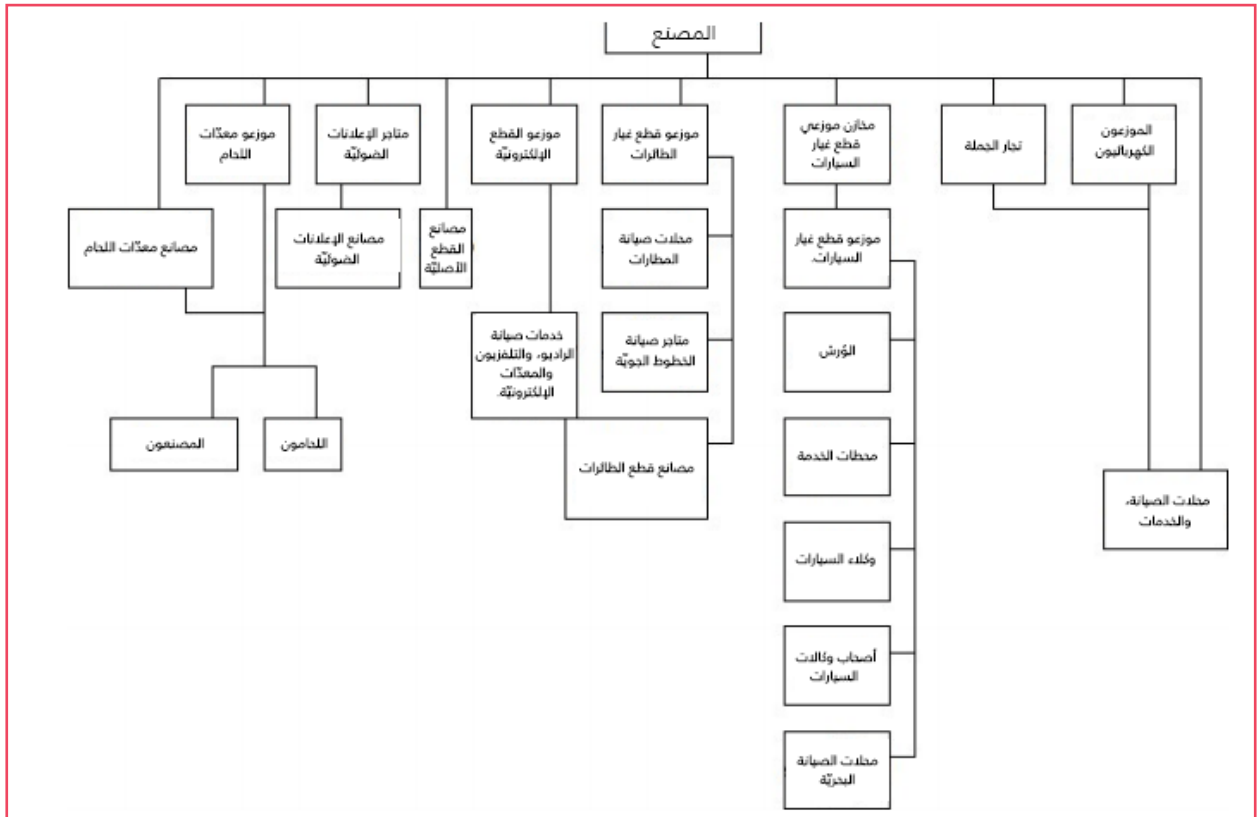 المصنع
الموزعون
الكهربائيون
تجار الجملة
مخازن موزعي
قطع غيار
السيارات
موزعو قطع غيار
الطائرات
موزعو القطع
الإلكترونيّة
متاجر الإعلانات
الضوئيّة
موزعو معدّات
اللحام
موزعو قطع غيار
السيارات.
محلات صيانة
المطارات
مصانع
القطع
الأصليّة
مصانع الإعلانات
الضوئيّة
مصانع معدّات اللحام
الوُرش
متاجر صيانة
الخطوط الجويّة
خدمات صيانة
الراديو، والتلفزيون
والمعدّات
الإلكترونيّة.
محطات الخدمة
مصانع قطع الطائرات
اللحامون
المصنعون
محلات الصيانة،
والخدمات
وكلاء السيارات
أصحاب وكالات
السيارات
محلات الصيانة
البحريّة